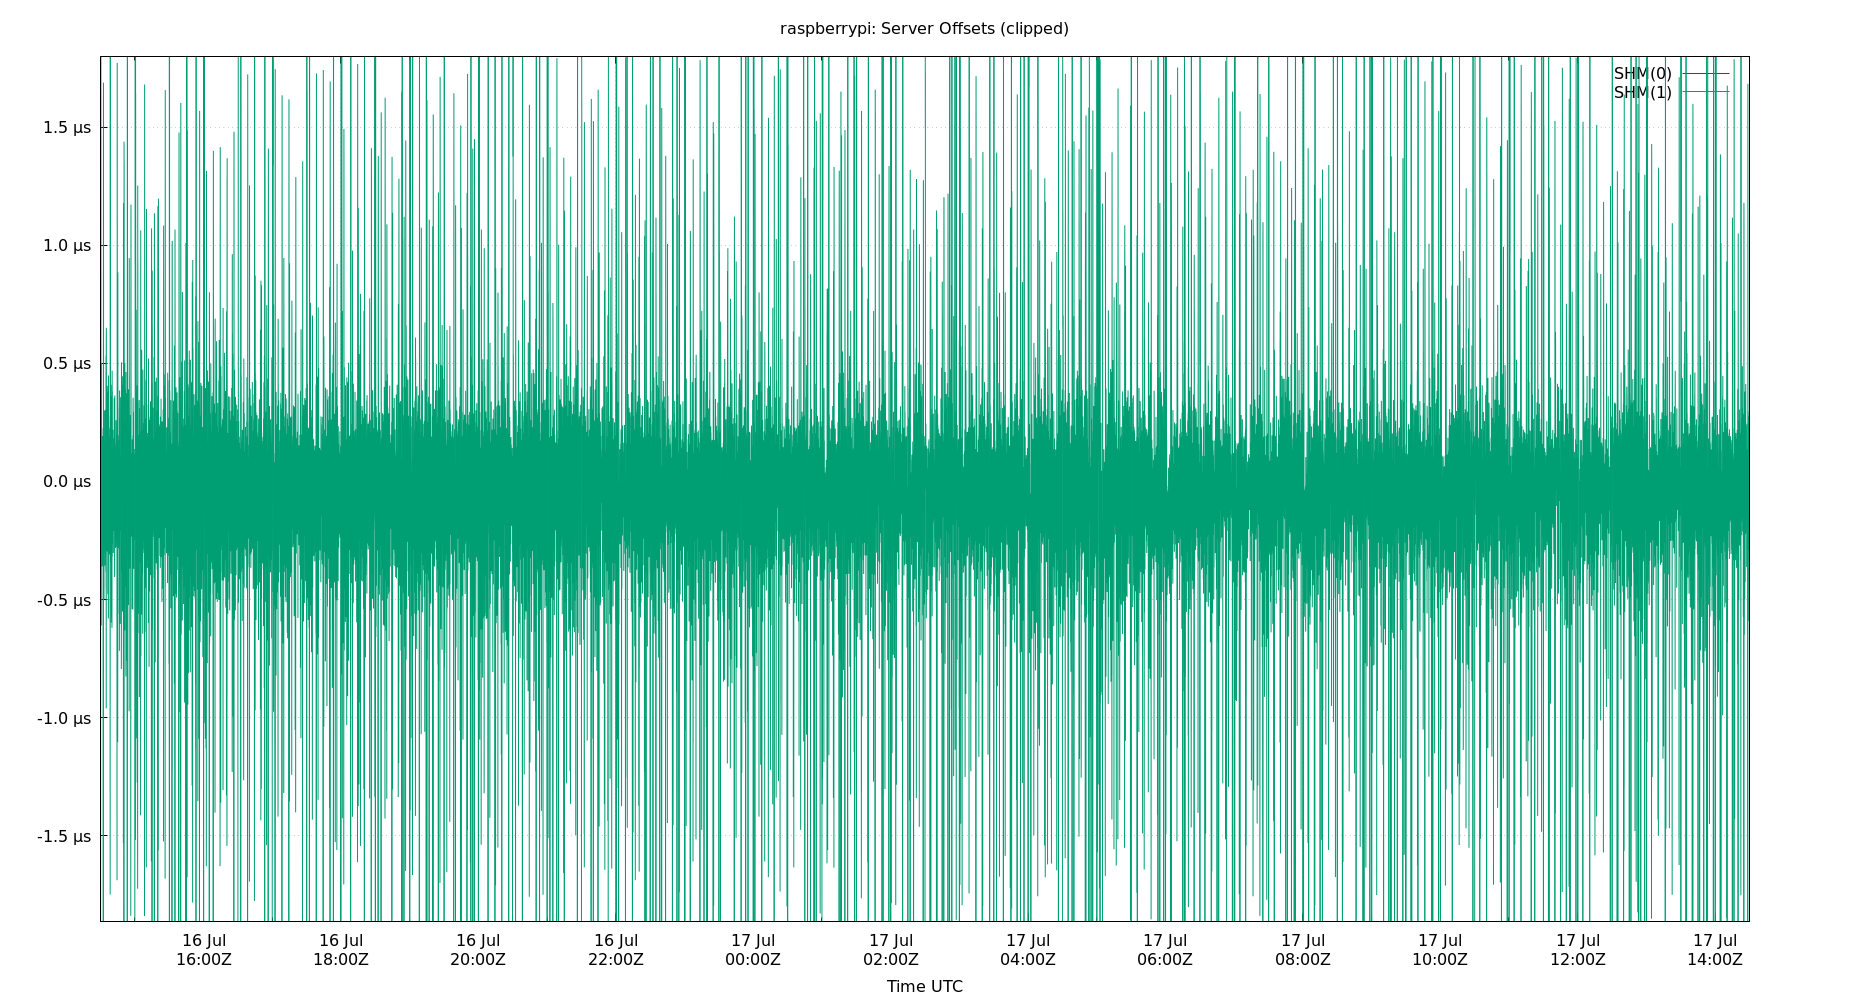 raspberrypi: Server Offsets (clipped)
SHM(0)
SHM(1)
1.5 µs
1.0 µs
0.5 µs
0.0 µs
-0.5 µs
-1.0 µs
-1.5 µs
16 Jul 16 Jul 16 Jul 16 Jul 17 Jul 17 Jul 17 Jul 17 Jul 17 Jul 17 Jul 17 Jul 17 Jul
16:00Z 18:00Z 20:00Z 22:00Z 00:00Z 02:00Z 04:00Z 06:00Z 08:00Z 10:00Z 12:00Z 14:00Z
Time UTC